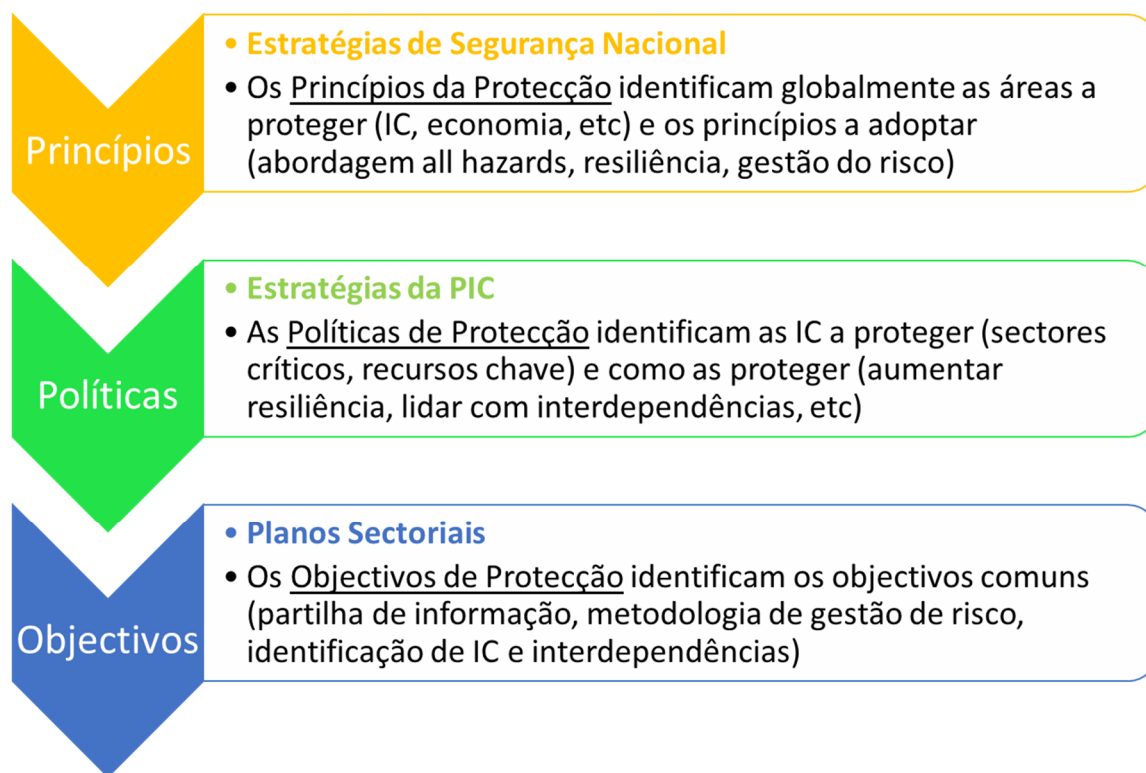 Princípios
• Estratégias de Segurança Nacional
• Os Princípios da Protecção identificam globalmente as áreas a
proteger (IC, economia, etc) e os princípios a adoptar
(abordagem all hazards, resiliência, gestão do risco)
Políticas
• Estratégias da PIC
• As Políticas de Protecção identificam as IC a proteger (sectores
críticos, recursos chave) e como as proteger (aumentar
resiliência, lidar com interdependências, etc)
Objectivos
• Planos Sectoriais
• Os Objectivos de Protecção identificam os objectivos comuns
(partilha de informação, metodologia de gestão de risco,
identificação de IC e interdependências)